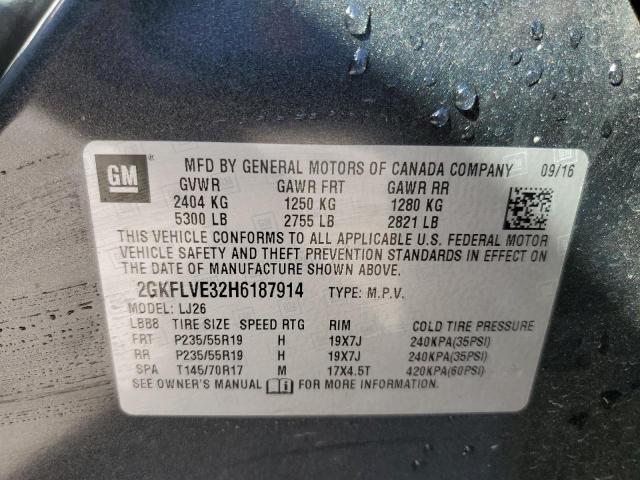 GM ® MFD BY GENERAL MOTORS OF CANADA COMPANY 09/16
GVWR GAWR FRT GAWR RR
2404 KG 1250 KG 1280 KG
5300 LB 2755 LB 2821 LB
THIS VEHICLE CONFORMS TO ALL APPLICABLE U.S. FEDERAL MOTOR
VEHICLE SAFETY AND THEFT PREVENTION STANDARDS IN EFFECT ON
THE DATE OF MANUFACTURE SHOWN ABOVE.
2GKFLVE32H6187914 TYPE: M.P.V.
MODEL: LJ26
LBB8 TIRE SIZE SPEED RTG RIM COLD TIRE PRESSURE
FRT P235/55R19 H 19X7J 240KPA(35PSI)
RR P235/55R19 H 19X7J 240KPA(35PSI)
SPA T145/70R17 M 17X4.5T 420KPA(60PSI)
SEE OWNER'S MANUAL i FOR MORE INFORMATION.